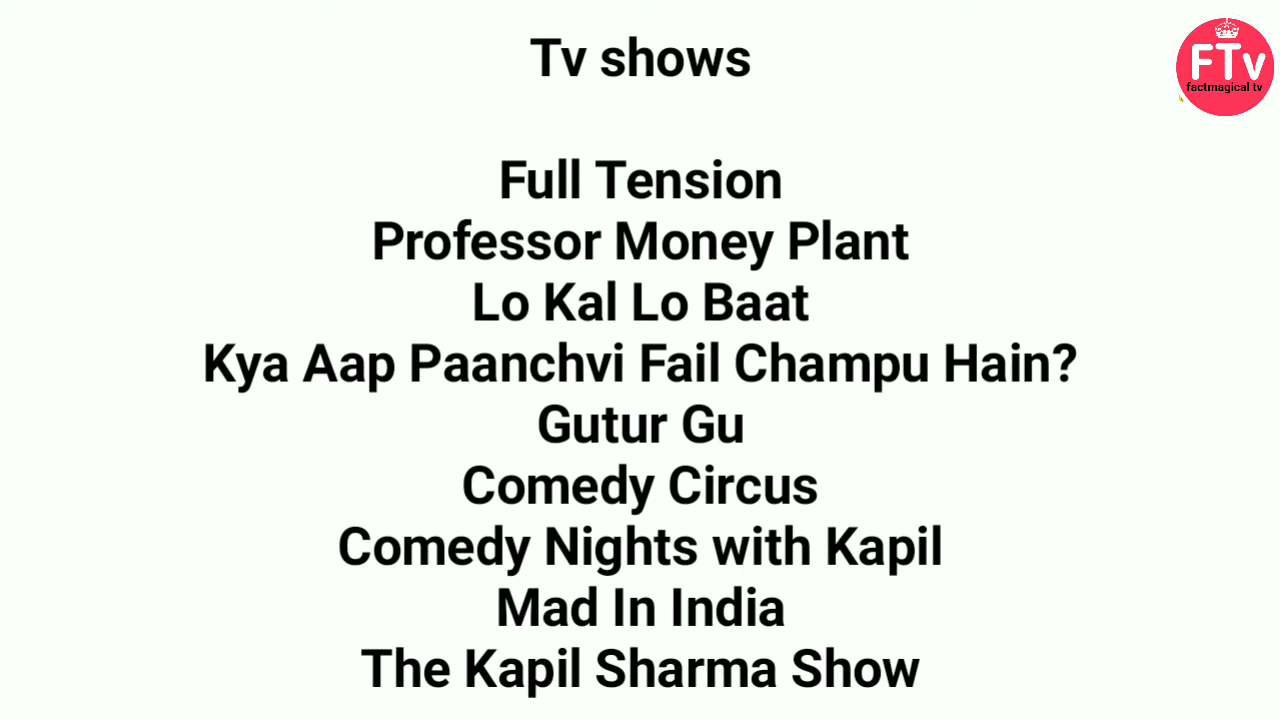 Tv shows
FTv
factmagical tv
Full Tension
Professor Money Plant
Lo Kal Lo Baat
Kya Aap Paanchvi Fail Champu Hain?
Gutur Gu
Comedy Circus
Comedy Nights with Kapil
Mad In India
The Kapil Sharma Show